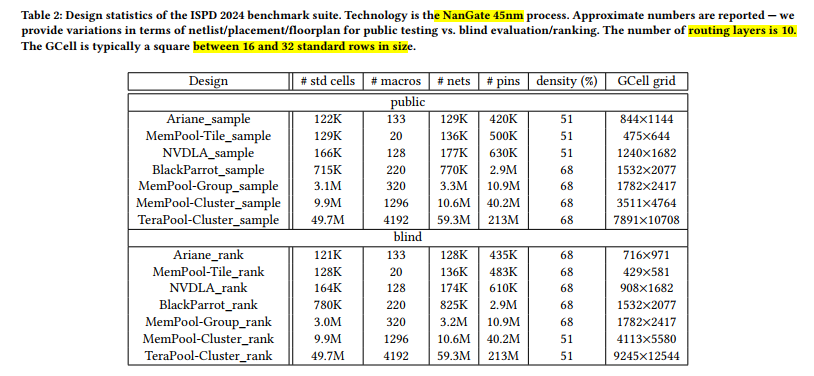 Table 2: Design statistics of the ISPD 2024 benchmark suite. Technology is the NanGate 45nm process. Approximate numbers are reported — we
provide variations in terms of netlist/placement/floorplan for public testing vs. blind evaluation/ranking. The number of routing layers is 10.
The GCell is typically a square between 16 and 32 standard rows in size.
Design # std cells # macros # nets # pins density (%) GCell grid
public
Ariane_sample 122K 133 129K 420K 51 844×1144
MemPool-Tile_sample 129K 20 136K 500K 51 475×644
NVDLA_sample 166K 128 177K 630K 51 1240×1682
BlackParrot_sample 715K 220 770K 2.9M 68 1532×2077
MemPool-Group_sample 3.1M 320 3.3M 10.9M 68 1782×2417
MemPool-Cluster_sample 9.9M 1296 10.6M 40.2M 68 3511×4764
TeraPool-Cluster_sample 49.7M 4192 59.3M 213M 68 7891×10708
blind
Ariane_rank 121K 133 128K 435K 68 716×971
MemPool-Tile_rank 128K 20 136K 483K 68 429×581
NVDLA_rank 164K 128 174K 610K 68 908×1682
BlackParrot_rank 780K 220 825K 2.9M 68 1532×2077
MemPool-Group_rank 3.0M 320 3.2M 10.9M 68 1782×2417
MemPool-Cluster_rank 9.9M 1296 10.6M 40.2M 51 4113×5580
TeraPool-Cluster_rank 49.7M 4192 59.3M 213M 51 9245×12544